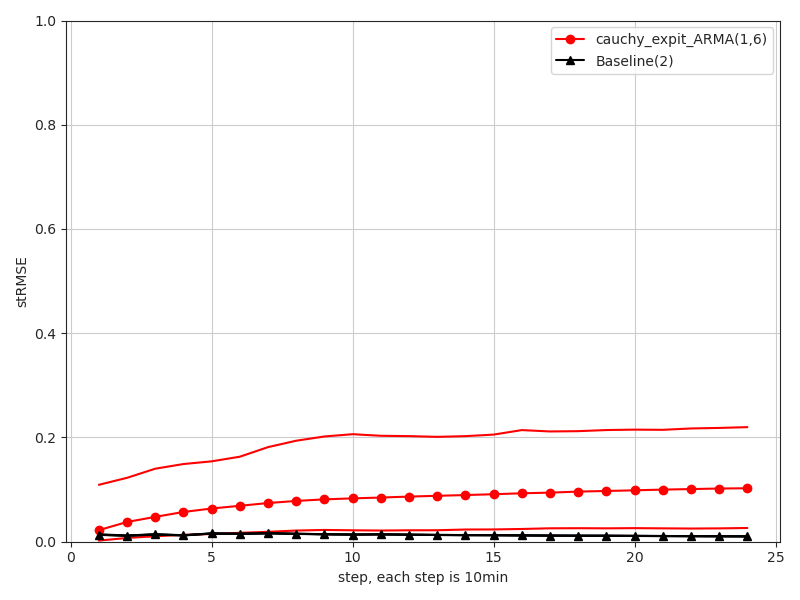 1.0
0.8
0.6
0.4
0.2
0.0
stRMSE
cauchy_expit_ARMA(1,6)
Baseline(2)
0 5 10 15 20 25
step, each step is 10min